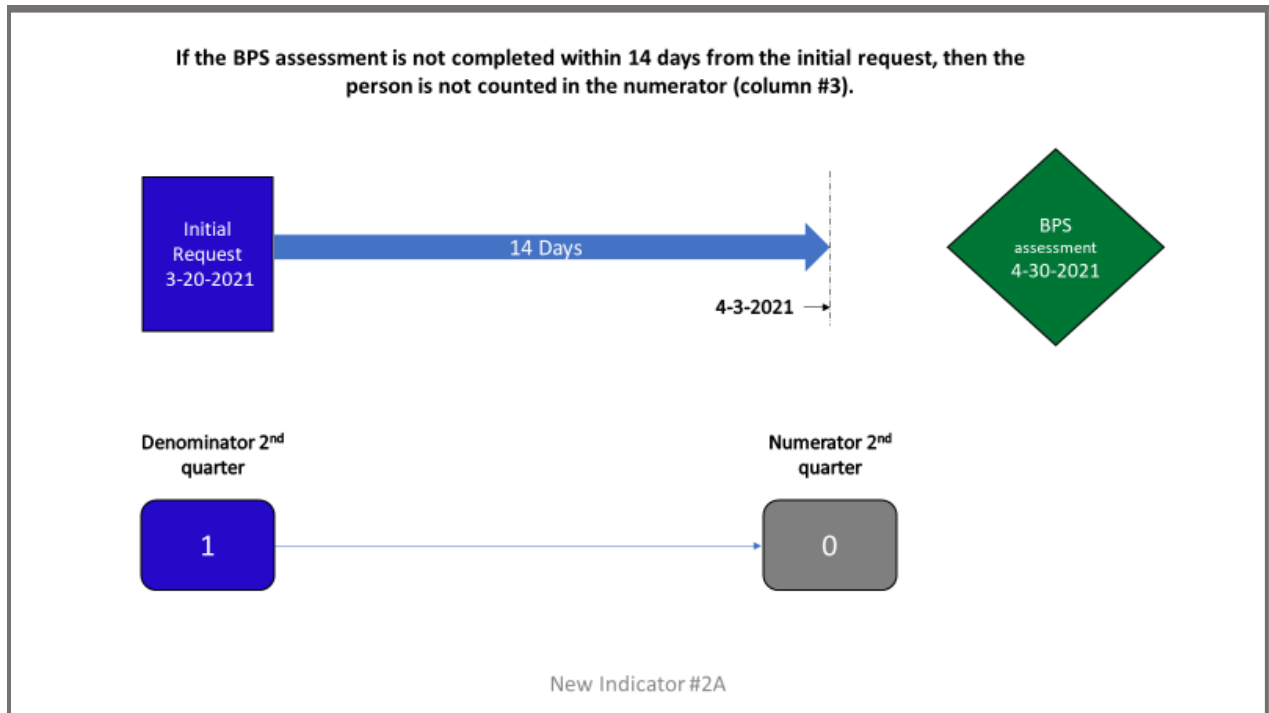 If the BPS assessment is not completed within 14 days from the initial request, then the
person is not counted in the numerator (column #3).
Initial
Request
3-20-2021
14 Days
4-3-2021
BPS
assessment
4-30-2021
Denominator 2nd
quarter
Numerator 2nd
quarter
1
0
New Indicator #2A